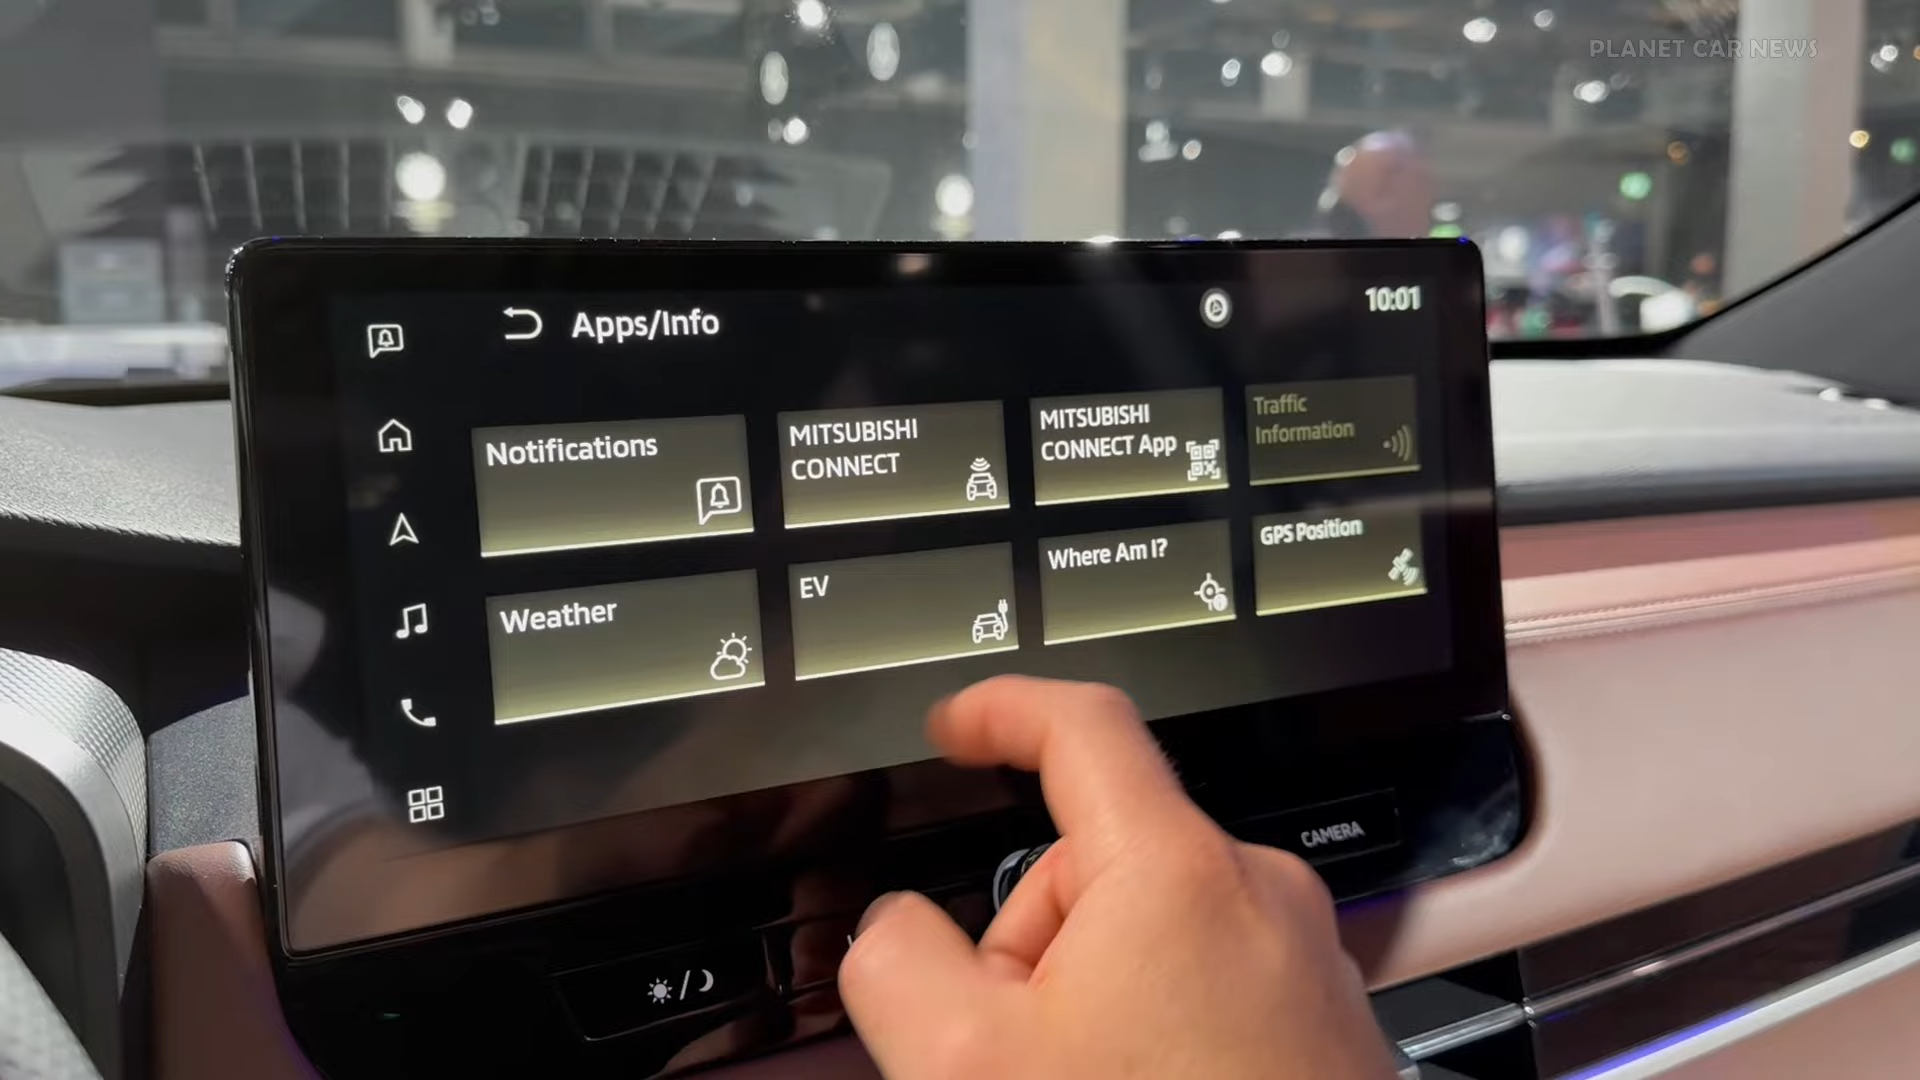 PLANET CAR NEWS
Apps/Info
10:01
Notifications
MITSUBISHI
CONNECT
MITSUBISHI
CONNECT App
Traffic
Information
Weather
EV
Where Am I?
GPS Position
CAMERA